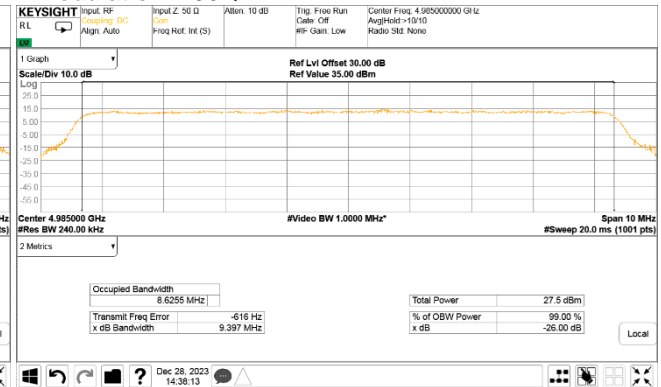 KEYSIGHT Input: RF Input Z: 50 Ω Atten: 10 dB Trig: Free Run Center Freq: 4.985000000 GHz
RL Coupling: DC Corr Gate: Off Avg|Hold:>10/10
Align: Auto Freq Ref: Int (S) #IF Gain: Low Radio Std: None
1 Graph
Ref Lvl Offset 30.00 dB
Scale/Div 10.0 dB Ref Value 35.00 dBm
Log
25.0
15.0
5.00
-5.00
-15.0
-25.0
-35.0
-45.0
-55.0
Hz Center 4.985000 GHz #Video BW 1.0000 MHz* Span 10 MHz
ts) #Res BW 240.00 kHz #Sweep 20.0 ms (1001 pts)
2 Metrics
Occupied Bandwidth
8.6255 MHz Total Power 27.5 dBm
Transmit Freq Error -616 Hz % of OBW Power 99.00 %
x dB Bandwidth 9.397 MHz x dB -26.00 dB
Local
? Dec 28, 2023
14:38:13